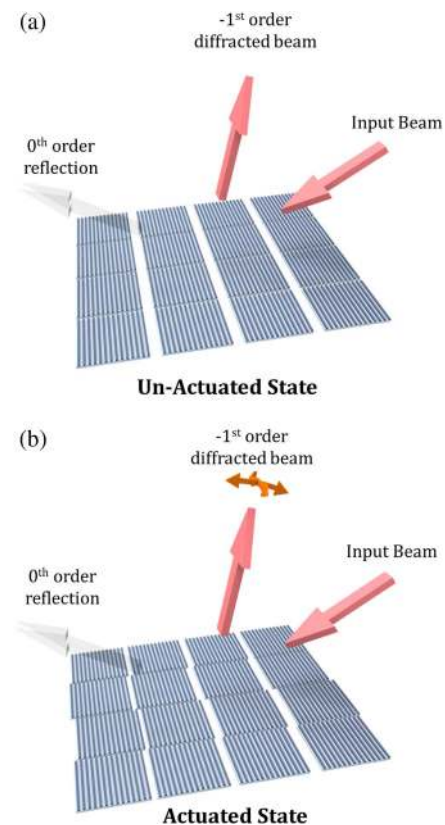 (a)
-1st order
diffracted beam
Input Beam
0th order
reflection
Un-Actuated State
(b)
-1st order
diffracted beam
Input Beam
0th order
reflection
Actuated State